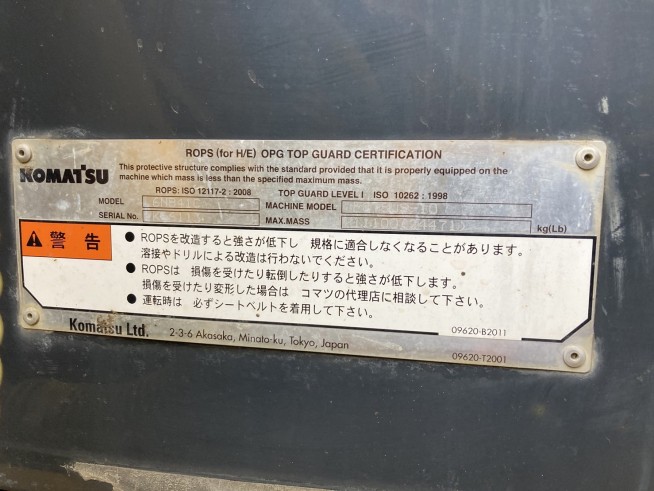 ROPS (for H/E) OPG TOP GUARD CERTIFICATION
KOMATSU
This protective structure complies with the standard provided that it is properly equipped on the
machine which mass is less than the specified maximum mass.
ROPS: ISO 12117-2 : 2008 TOP GUARD LEVEL I ISO 10262 : 1998
MODEL MACHINE MODEL
SERIAL No. MAX.MASS kg(Lb)
警告
● ROPSを改造すると強さが低下し 規格に適合しなくなることがあります。
溶接やドリルによる改造は行わないでください。
● ROPSは 損傷を受けたり転倒したりすると強さが低下します。
損傷を受けたり変形した場合は コマツの代理店に相談して下さい。
● 運転時は 必ずシートベルトを着用して下さい。
09620-B2011
Komatsu Ltd. 2-3-6 Akasaka, Minato-ku, Tokyo, Japan
09620-T2001